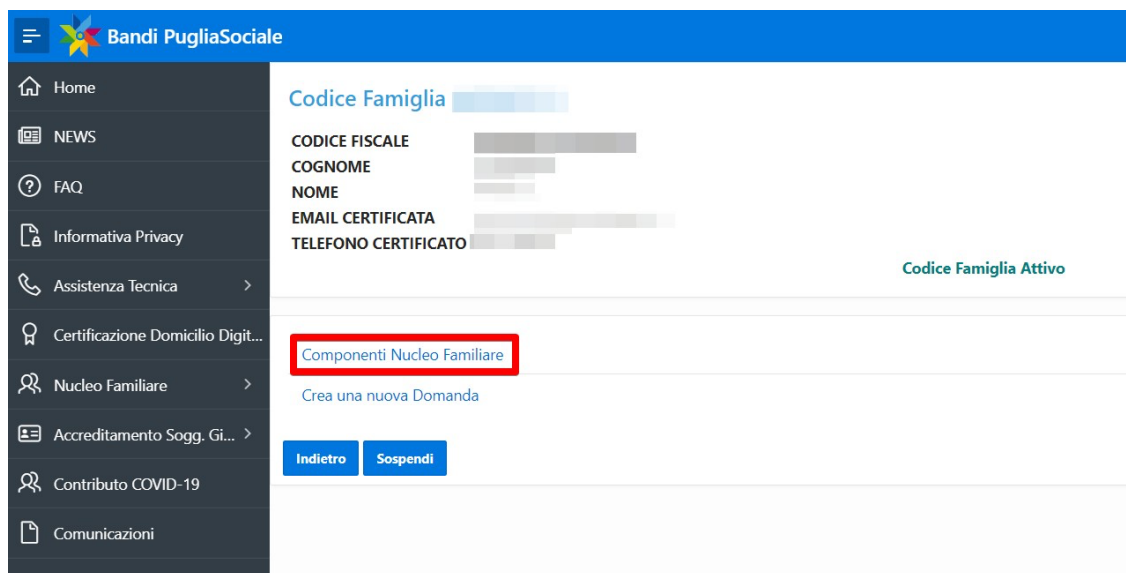 Bandi PugliaSociale
Home
NEWS
FAQ
Informativa Privacy
Assistenza Tecnica
Certificazione Domicilio Digit...
Nucleo Familiare
Accreditamento Sogg. Gi...
Contributo COVID-19
Comunicazioni
Codice Famiglia
CODICE FISCALE
COGNOME
NOME
EMAIL CERTIFICATA
TELEFONO CERTIFICATO
Codice Famiglia Attivo
Componenti Nucleo Familiare
Crea una nuova Domanda
Indietro Sospendi